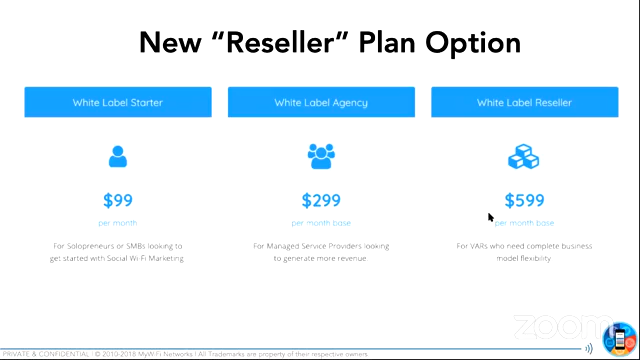 New “Reseller” Plan Option
White Label Starter
$99
per month
For Solopreneurs or SMBs looking to
get started with Social Wi-Fi Marketing
White Label Agency
$299
per month base
For Managed Service Providers looking
to generate more revenue
White Label Reseller
$599
per month base
For VARs who need complete business
model flexibility
PRIVATE & CONFIDENTIAL | © 2010-2018 MyWiFi Networks | All Trademarks are property of their respective owners
zoom